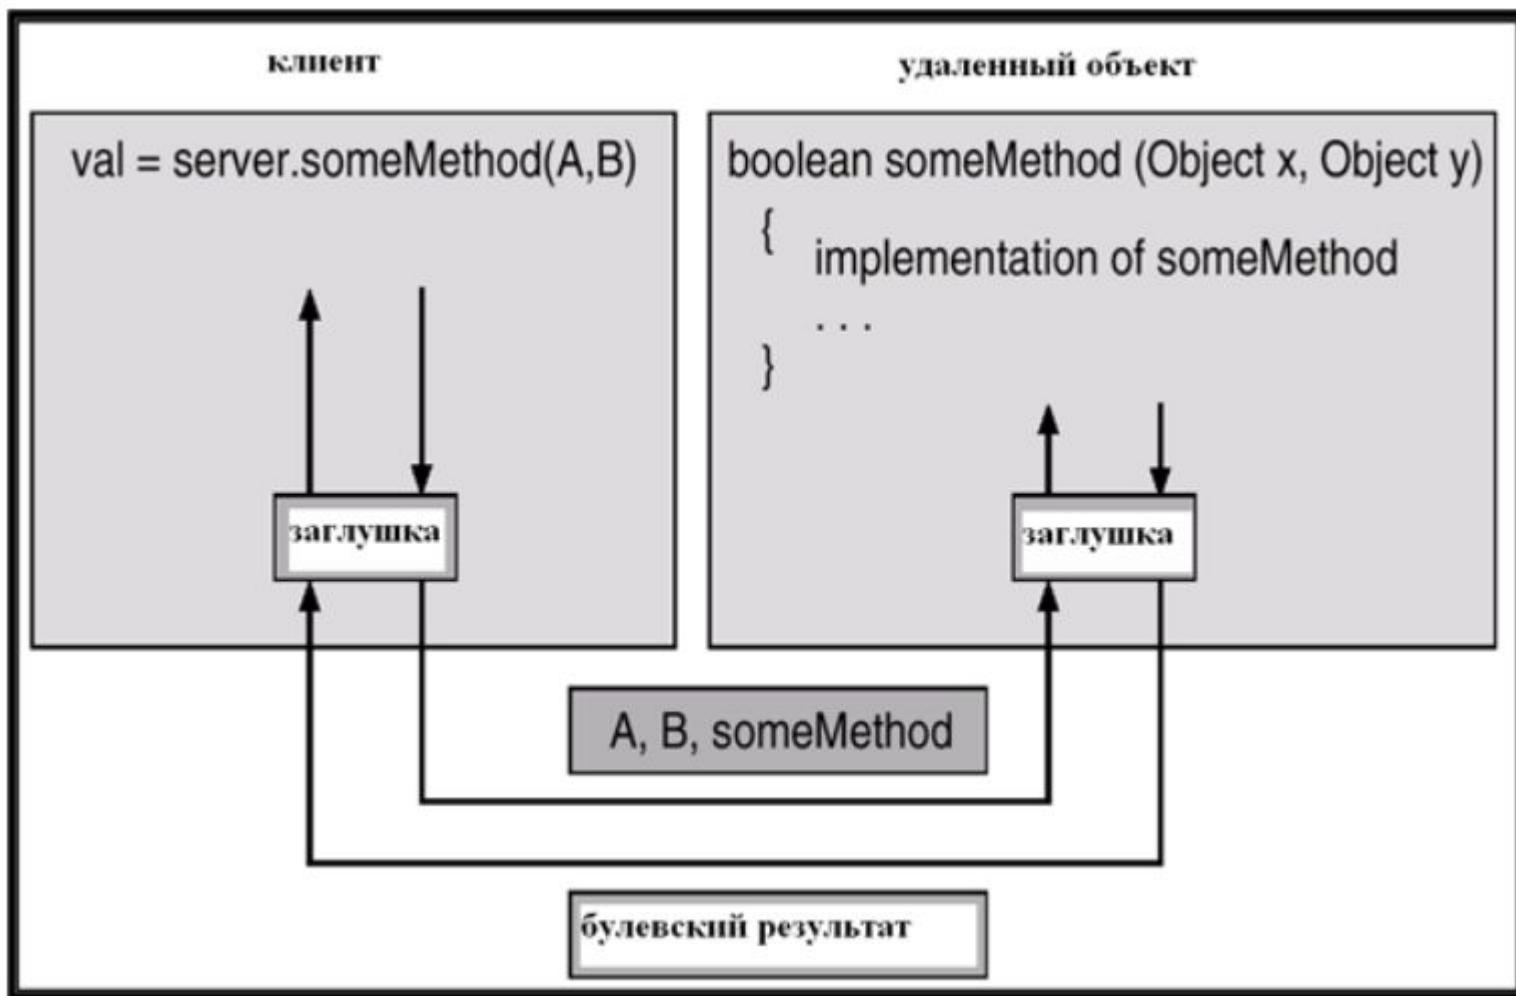 клиент
удаленный объект
val = server.someMethod(A,B)
boolean someMethod (Object x, Object y)
{
implementation of someMethod
. . .
}
заглушка
заглушка
A, B, someMethod
булевский результат